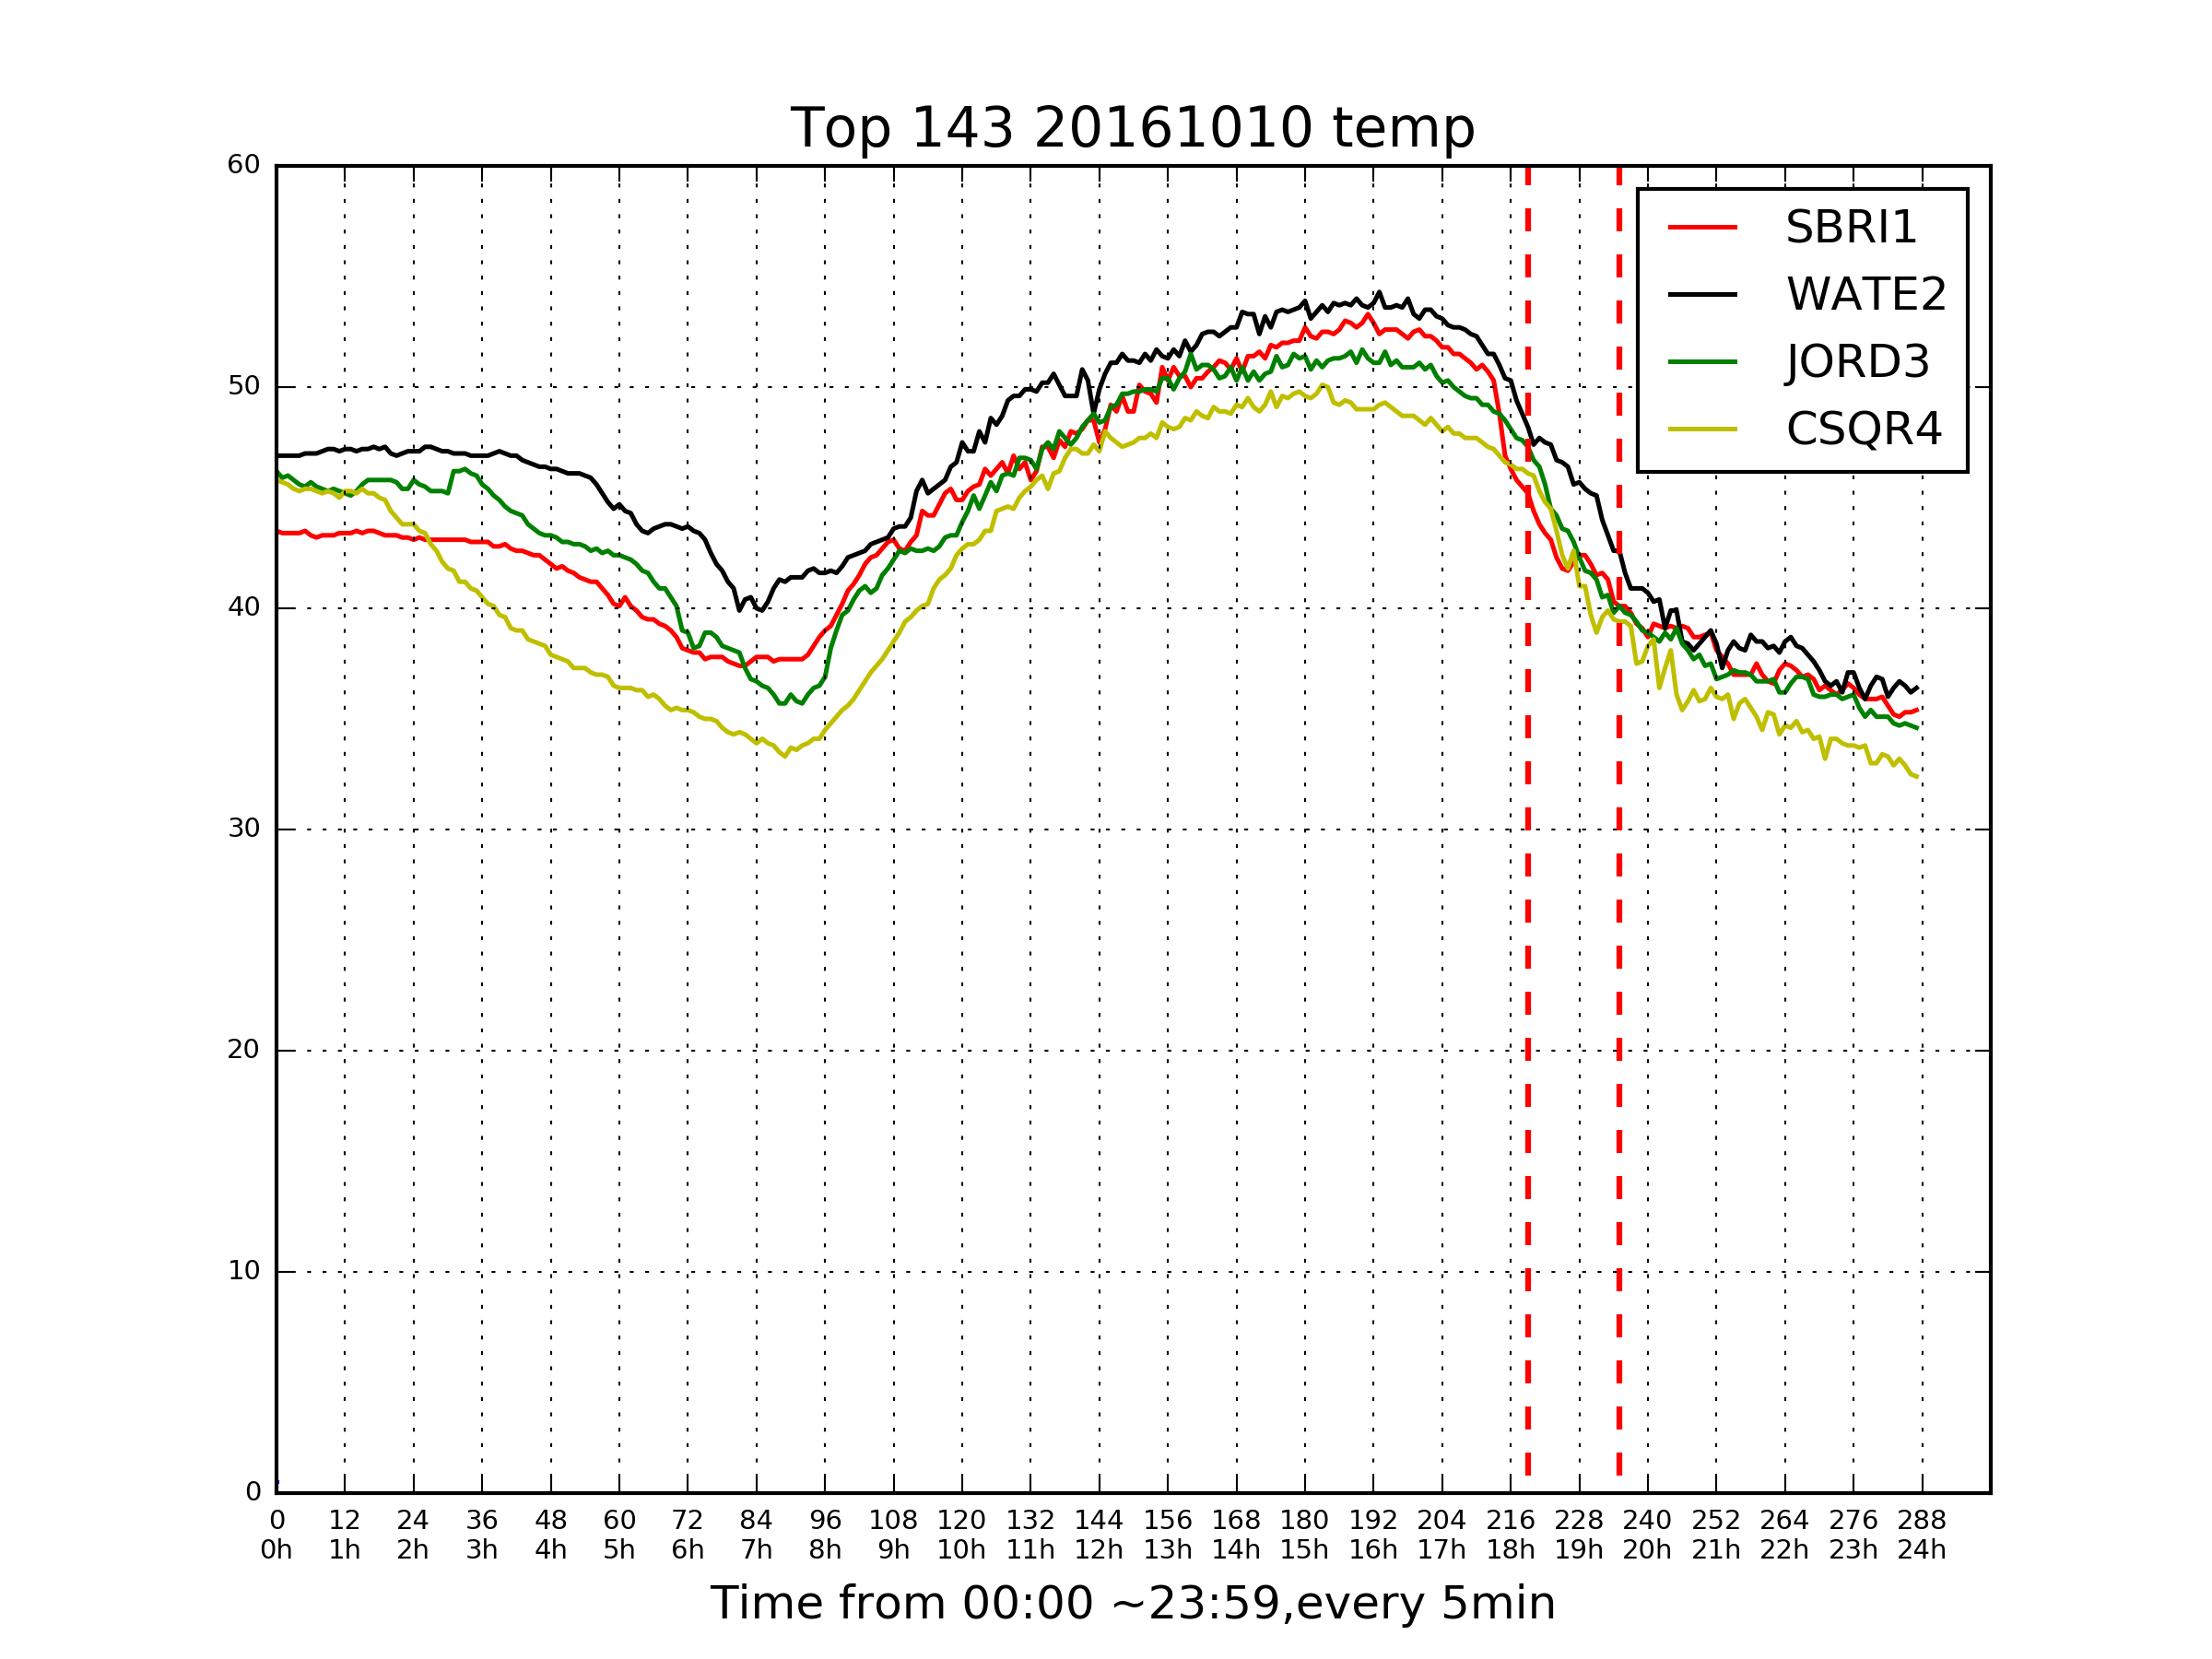 Top 143 20161010 temp
60
50
40
30
20
10
0
SBRI1
WATE2
JORD3
CSQR4
0 12 24 36 48 60 72 84 96 108 120 132 144 156 168 180 192 204 216 228 240 252 264 276 288
0h 1h 2h 3h 4h 5h 6h 7h 8h 9h 10h 11h 12h 13h 14h 15h 16h 17h 18h 19h 20h 21h 22h 23h 24h
Time from 00:00 ~23:59,every 5min